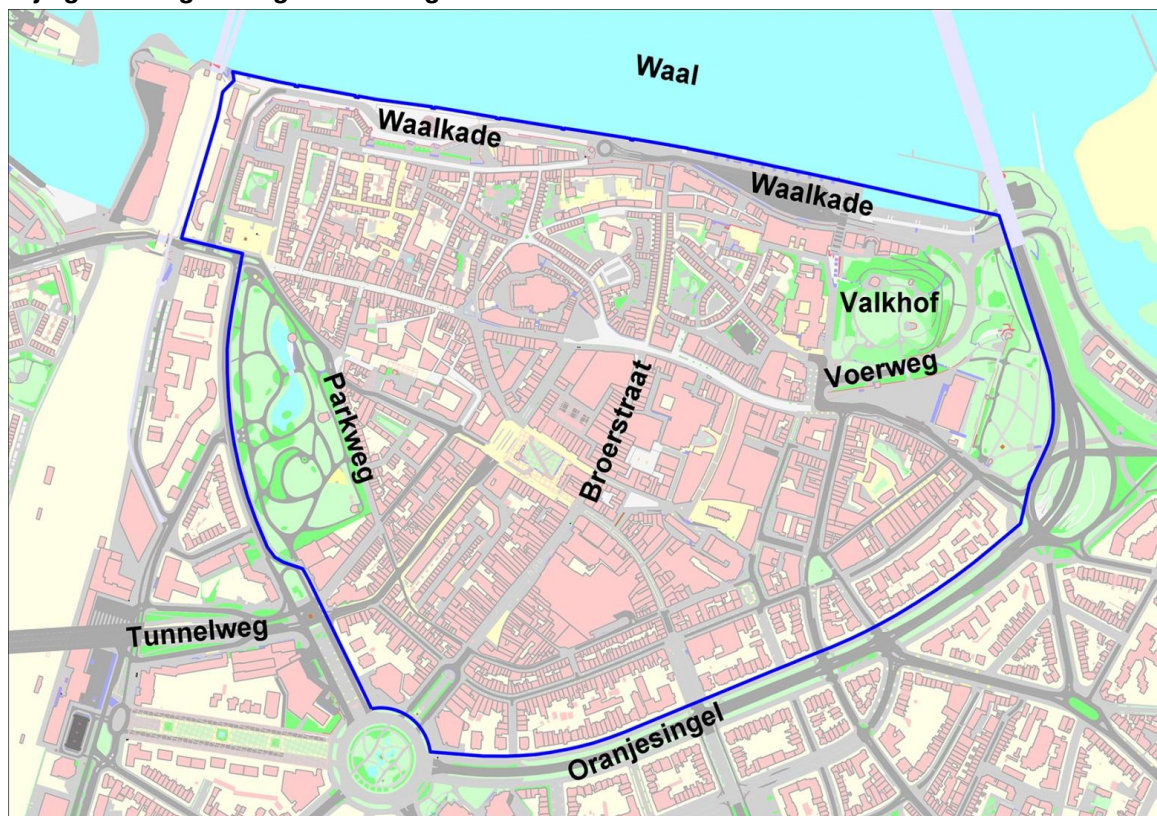 Waal
Waalkade
Waalkade
Valkhof
Voerweg
Parkweg
Broerstraat
Tunnelweg
Oranjesingel